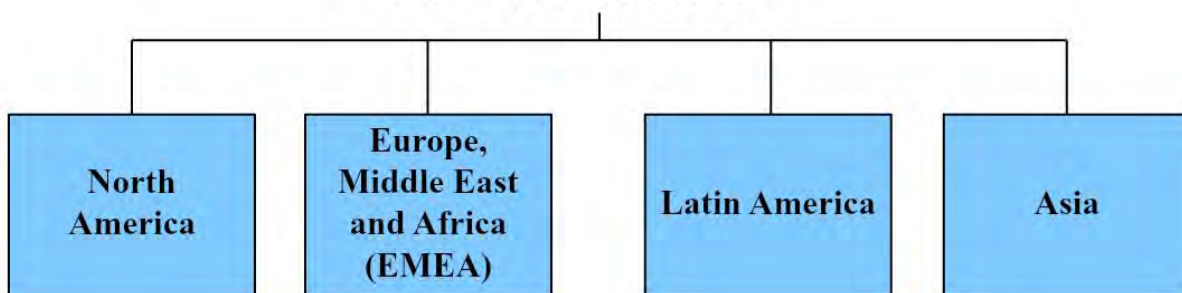 North
America
Europe,
Middle East
and Africa
(EMEA)
Latin America
Asia